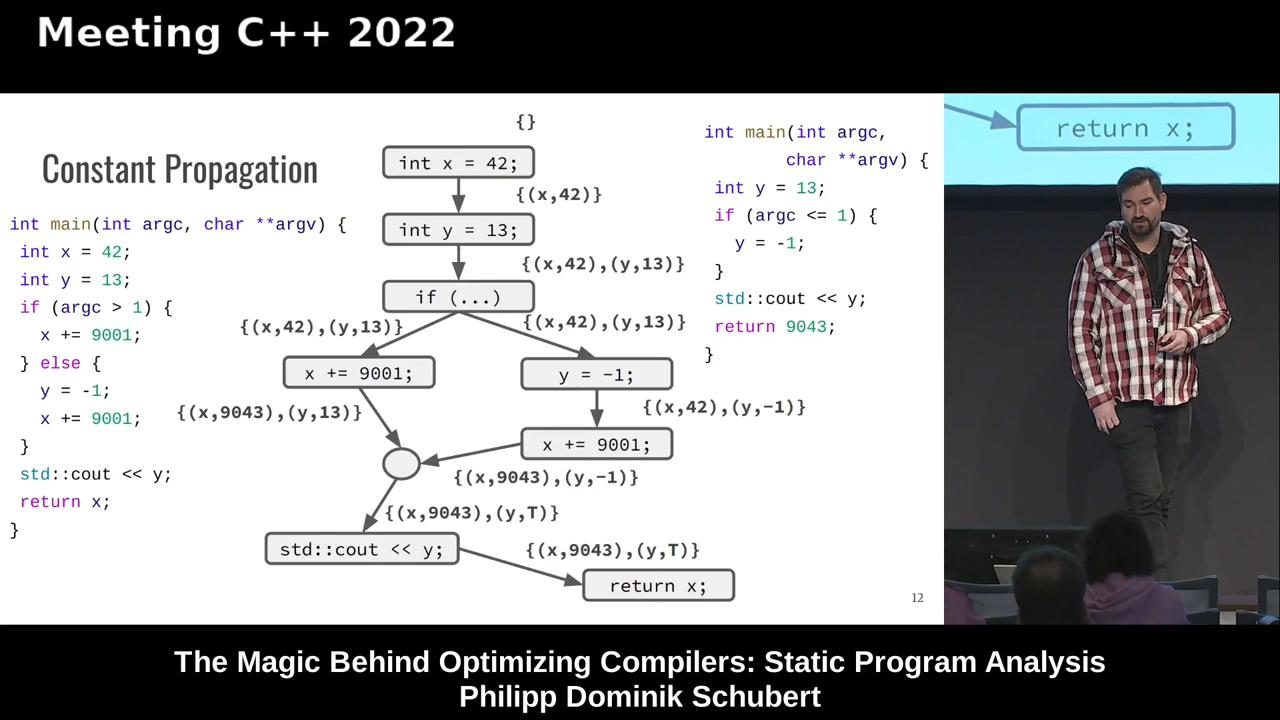 Meeting C++ 2022
Constant Propagation
int main(int argc, char **argv) {
int x = 42;
int y = 13;
if (argc > 1) {
x += 9001;
} else {
y = -1;
x += 9001;
}
std::cout << y;
return x;
}
{}
int x = 42;
{(x,42)}
int y = 13;
{(x,42),(y,13)}
if (...)
{(x,42),(y,13)}
{(x,42),(y,13)}
x += 9001;
y = −1;
{(x,9043),(y,13)}
{(x,42),(y,−1)}
x += 9001;
{(x,9043),(y,−1)}
{(x,9043),(y,T)}
std::cout << y;
{(x,9043),(y,T)}
return x;
int main(int argc,
char **argv) {
int y = 13;
if (argc <= 1) {
y = -1;
}
std::cout << y;
return 9043;
}
12
return x;
The Magic Behind Optimizing Compilers: Static Program Analysis
Philipp Dominik Schubert